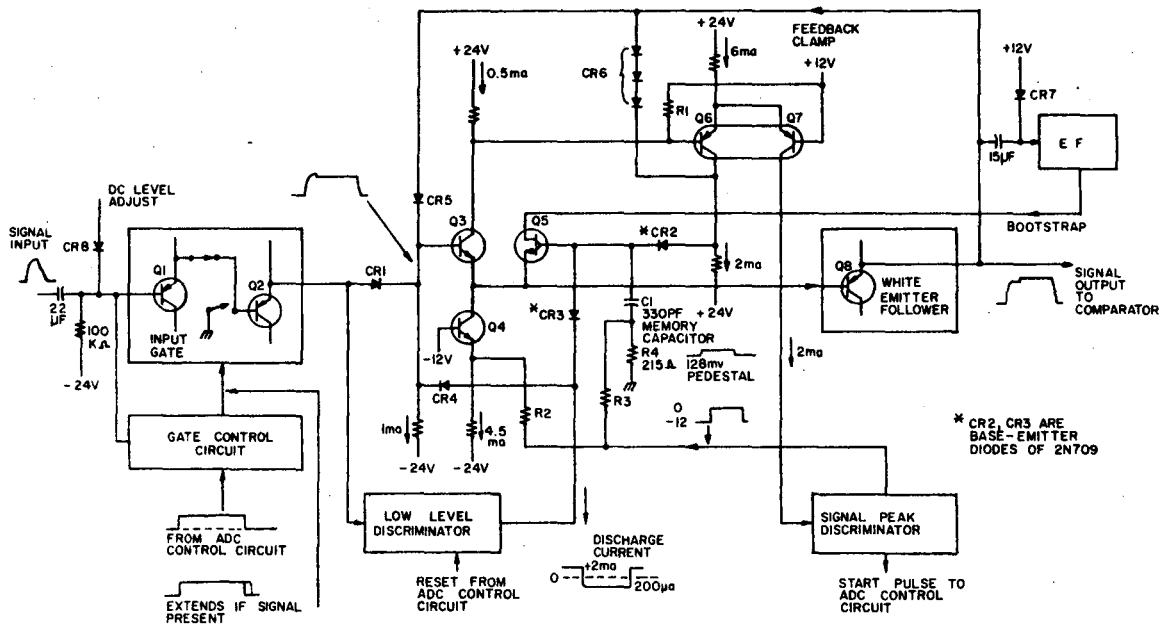 FEEDBACK
CLAMP
+24V
+24V
6ma
+12V
+12V
CR6
0.5ma
R1
Q6
Q7
CR7
E F
15µF
DC LEVEL
ADJUST
SIGNAL
INPUT
CR8
CR5
Q3
Q5
*CR2
BOOTSTRAP
Q1
Q2
CR1
2ma
Q8
WHITE
EMITTER
FOLLOWER
SIGNAL
OUTPUT
TO
COMPARATOR
22
µF
100
KΩ
-24V
INPUT
GATE
Q4
-12V
*CR3
C1
330PF
MEMORY
CAPACITOR
+24V
R4
215Ω
128mv
PEDESTAL
2ma
CR4
R2
R3
0
-12
1ma
4.5
ma
-24V
-24V
* CR2, CR3 ARE
BASE-EMITTER
DIODES OF 2N709
GATE CONTROL
CIRCUIT
LOW LEVEL
DISCRIMINATOR
SIGNAL PEAK
DISCRIMINATOR
FROM ADC
CONTROL CIRCUIT
DISCHARGE
CURRENT
+2ma
0
200µa
RESET FROM
ADC CONTROL
CIRCUIT
START PULSE TO
ADC CONTROL
CIRCUIT
EXTENDS IF SIGNAL
PRESENT